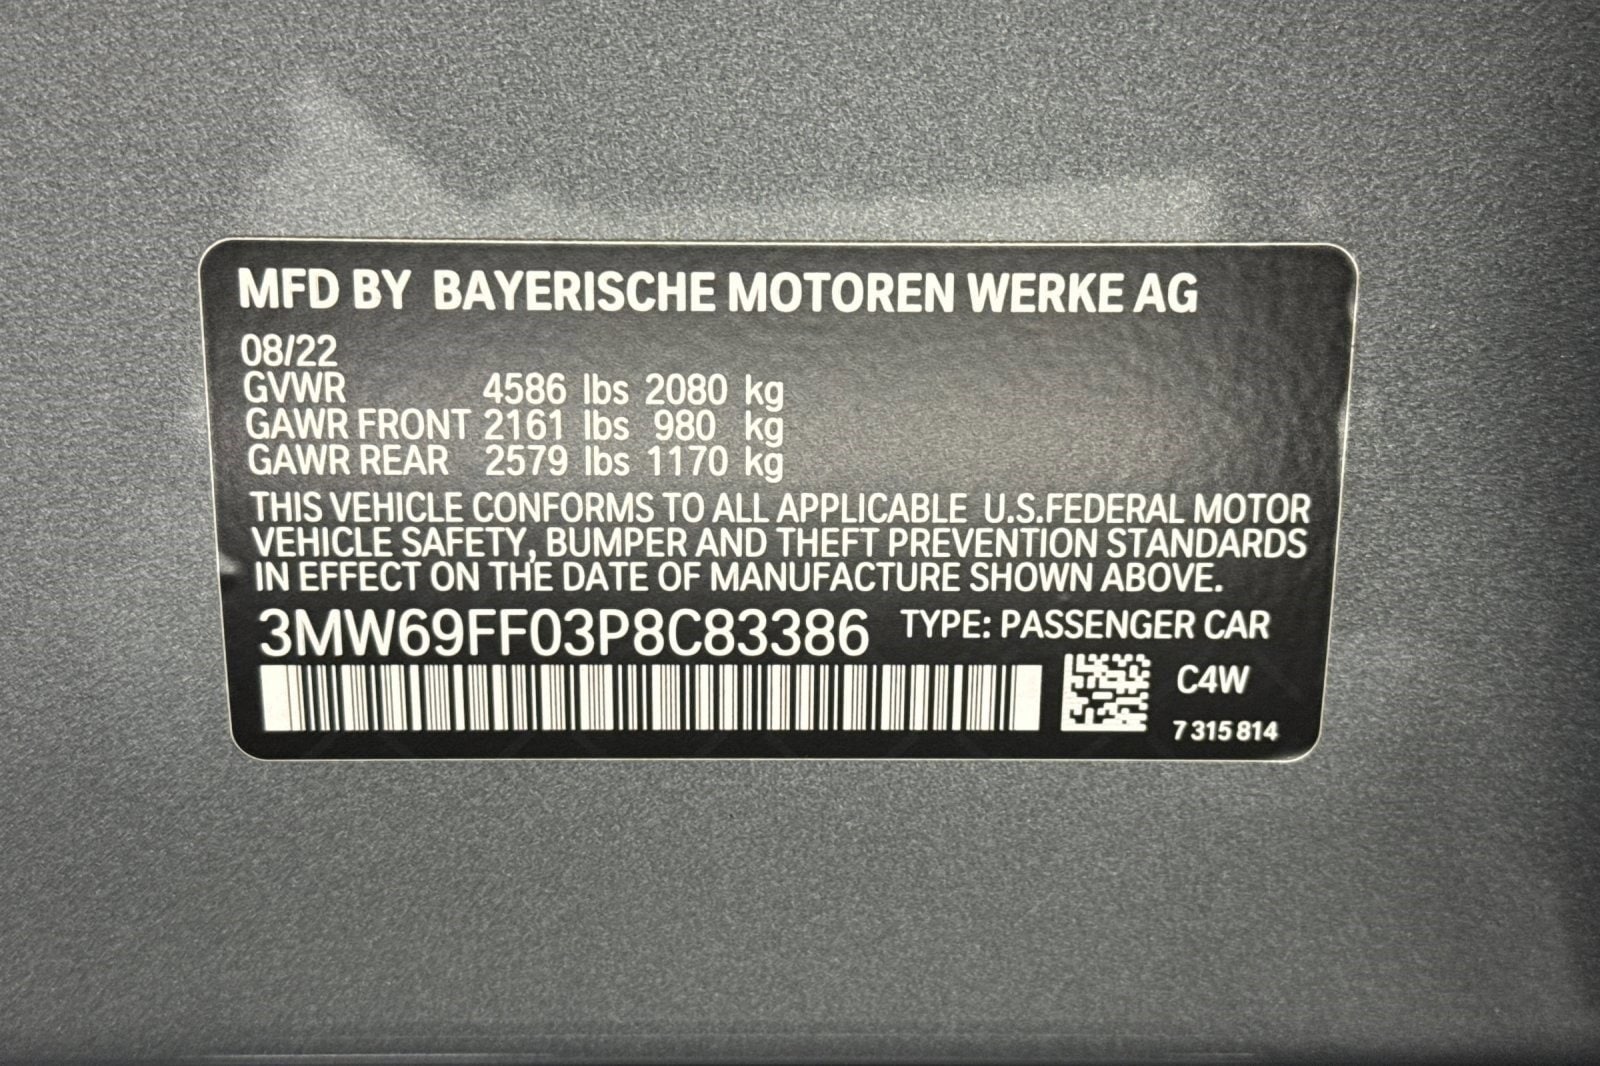 MFD BY BAYERISCHE MOTOREN WERKE AG
08/22
GVWR 4586 lbs 2080 kg
GAWR FRONT 2161 lbs 980 kg
GAWR REAR 2579 lbs 1170 kg
THIS VEHICLE CONFORMS TO ALL APPLICABLE U.S.FEDERAL MOTOR
VEHICLE SAFETY, BUMPER AND THEFT PREVENTION STANDARDS
IN EFFECT ON THE DATE OF MANUFACTURE SHOWN ABOVE.
3MW69FF03P8C83386 TYPE: PASSENGER CAR
C4W
7 315 814